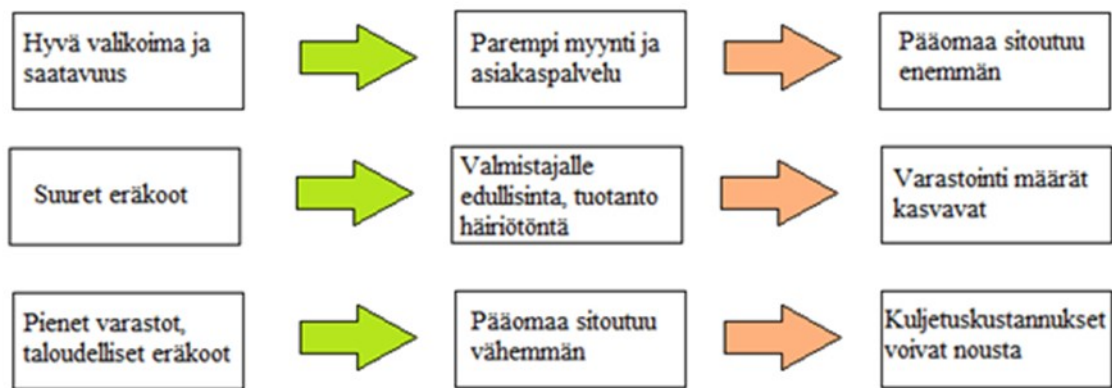 Hyvä valikoima ja
saatavuus
Parempi myynti ja
asiakaspalvelu
Pääomaa sitoutuu
enemmän
Suuret eräkoot
Valmistajalle
edullisinta, tuotanto
häiriötöntä
Varastointi määrät
kasvavat
Pienet varastot,
taloudelliset eräkoot
Pääomaa sitoutuu
vähemmän
Kuljetuskustannukset
voivat nousta